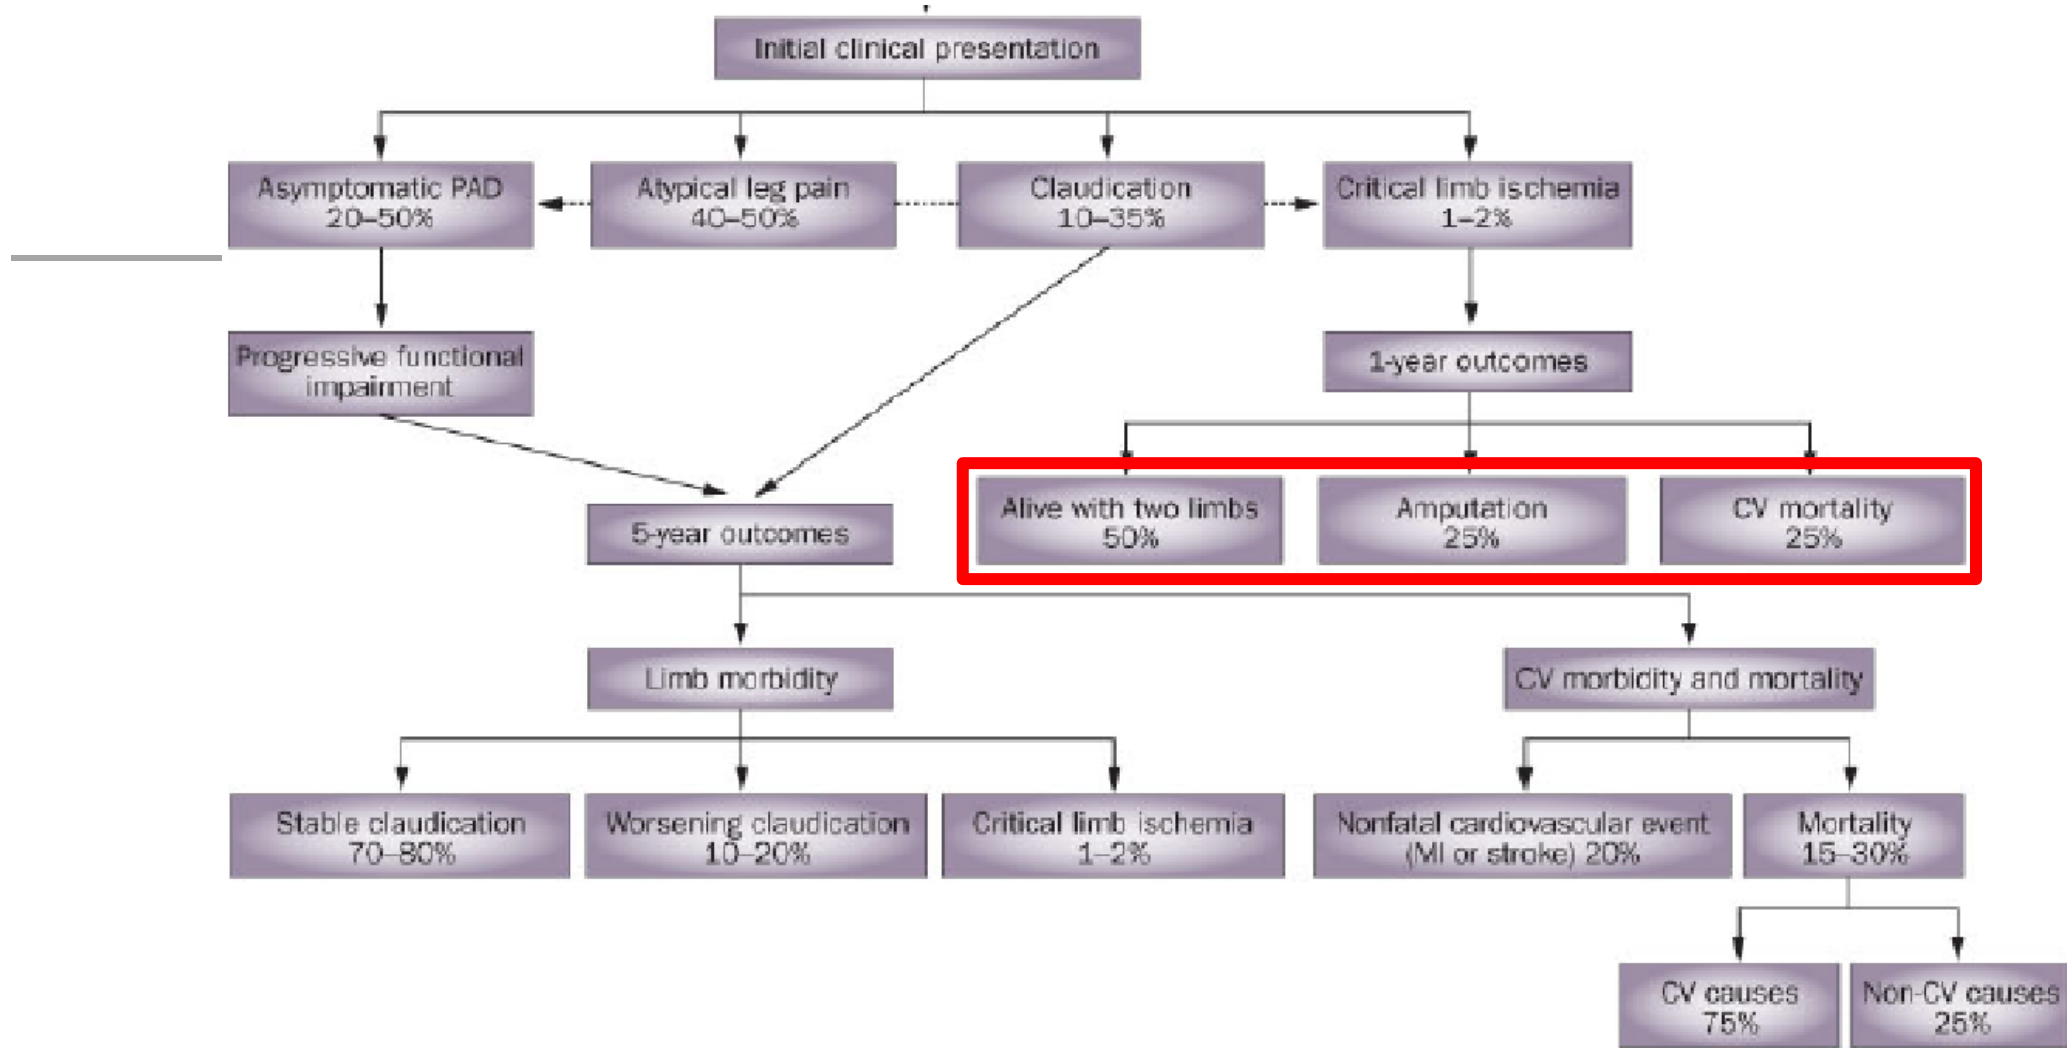 Initial clinical presentation
Asymptomatic PAD
20–50%
Atypical leg pain
40–50%
Claudication
10–35%
Critical limb ischemia
1–2%
Progressive functional
impairment
1-year outcomes
Alive with two limbs
50%
Amputation
25%
CV mortality
25%
5-year outcomes
Limb morbidity
CV morbidity and mortality
Stable claudication
70–80%
Worsening claudication
10–20%
Critical limb ischemia
1–2%
Nonfatal cardiovascular event
(MI or stroke) 20%
Mortality
15–30%
CV causes
75%
Non-CV causes
25%